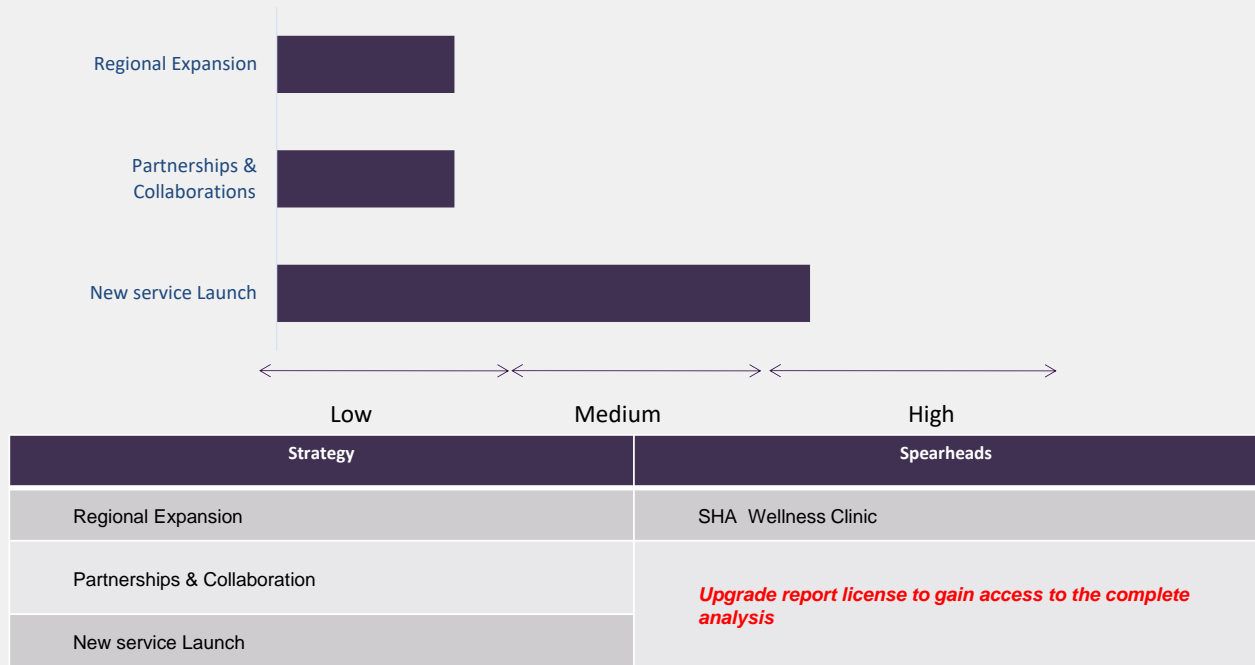 Regional Expansion
Partnerships &
Collaborations
New service Launch
Low Medium High
Strategy Spearheads
Regional Expansion SHA Wellness Clinic
Partnerships & Collaboration
Upgrade report license to gain access to the complete
analysis
New service Launch